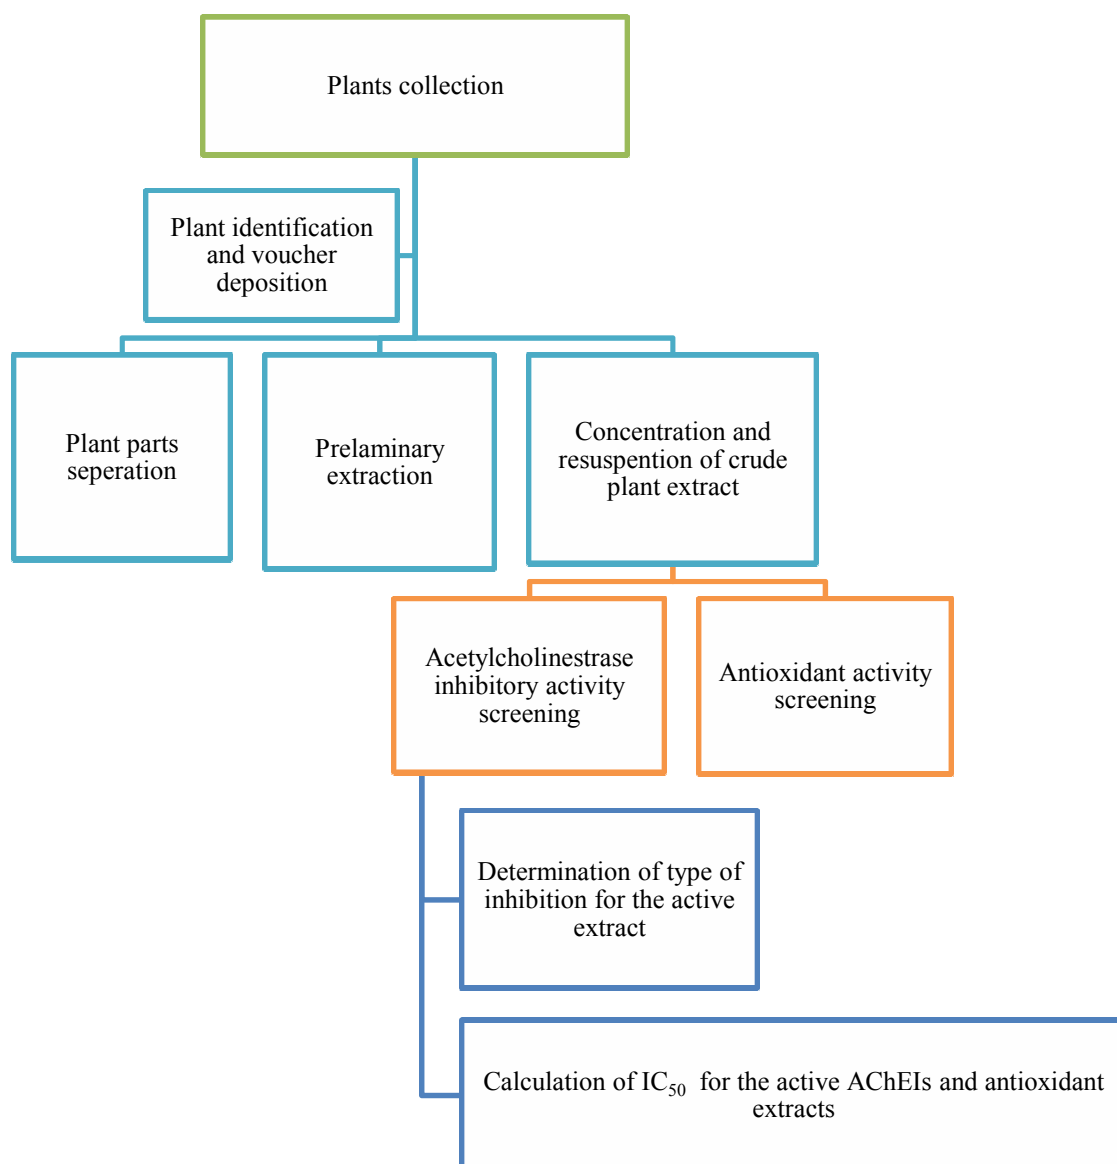 Plants collection
Plant identification
and voucher
deposition
Plant parts
seperation
Prelaminary
extraction
Concentration and
resuspention of crude
plant extract
Acetylcholinestrase
inhibitory activity
screening
Antioxidant activity
screening
Determination of type of
inhibition for the active
extract
Calculation of IC₅₀ for the active AChEIs and antioxidant
extracts